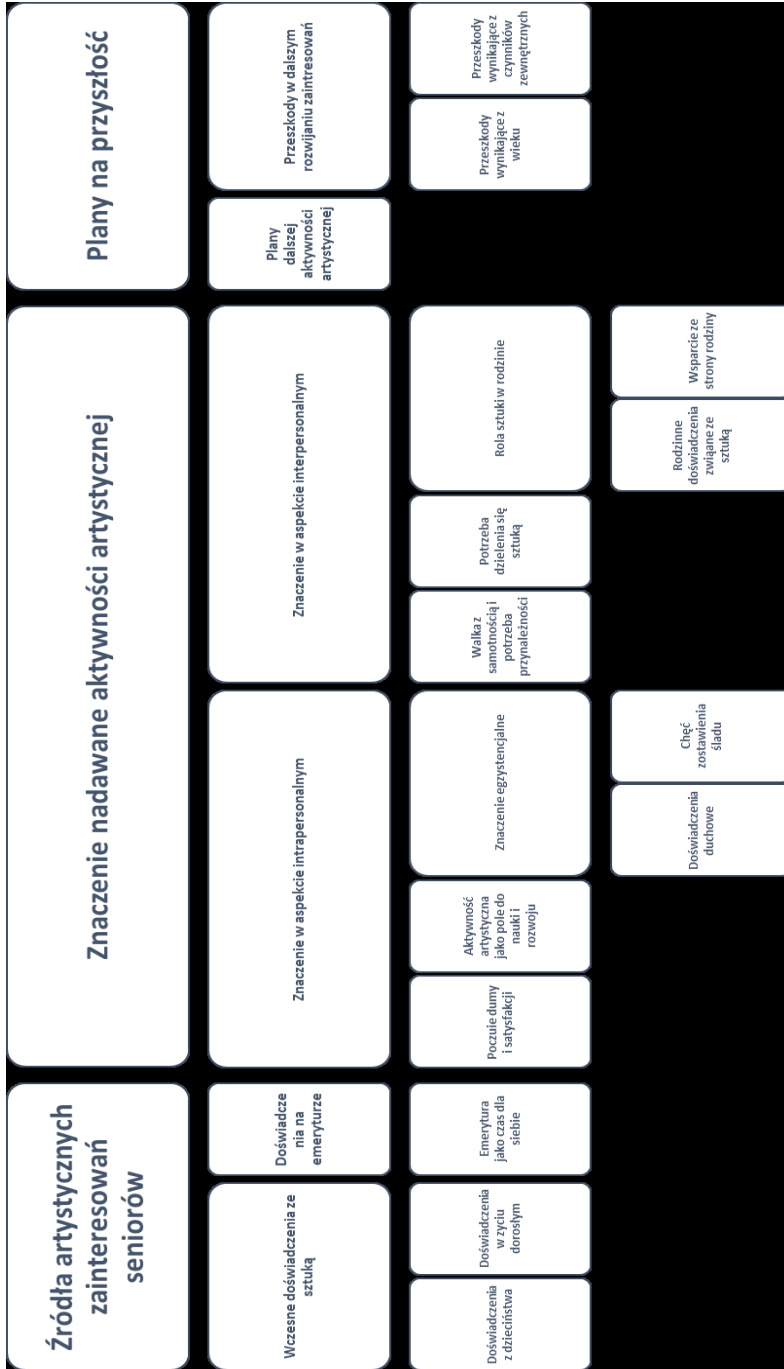 Źródła artystycznych
zainteresowań
seniorów
Znaczenie nadawane aktywności artystycznej
Plany na przyszłość
Wczesne doświadczenia ze
sztuką
Doświadcze
nia na
emeryturze
Znaczenie w aspekcie intrapersonalnym
Znaczenie w aspekcie interpersonalnym
Plany
dalszej
aktywności
artystycznej
Przeszkody w dalszym
rozwijaniu zaintresowań
Doświadczenia
z dzieciństwa
Doświadczenia
w zyciu
dorosłym
Emerytura
jako czas dla
siebie
Poczuie dumy
i satysfakcji
Aktywność
artystyczna
jako pole do
nauki i
rozwoju
Znaczenie egzystencjalne
Walka z
samotnością i
potrzeba
przynależności
Potrzeba
dzielenia się
sztuką
Rola sztuki w rodzinie
Przeszkody
wynikające z
wieku
Przeszkody
wynikające z
czynników
zewnętrznych
Doświadczenia
duchowe
Chęć
zostawienia
śladu
Rodzinne
doświadczenia
zwiąane ze
sztuką
Wsparcie ze
strony rodziny